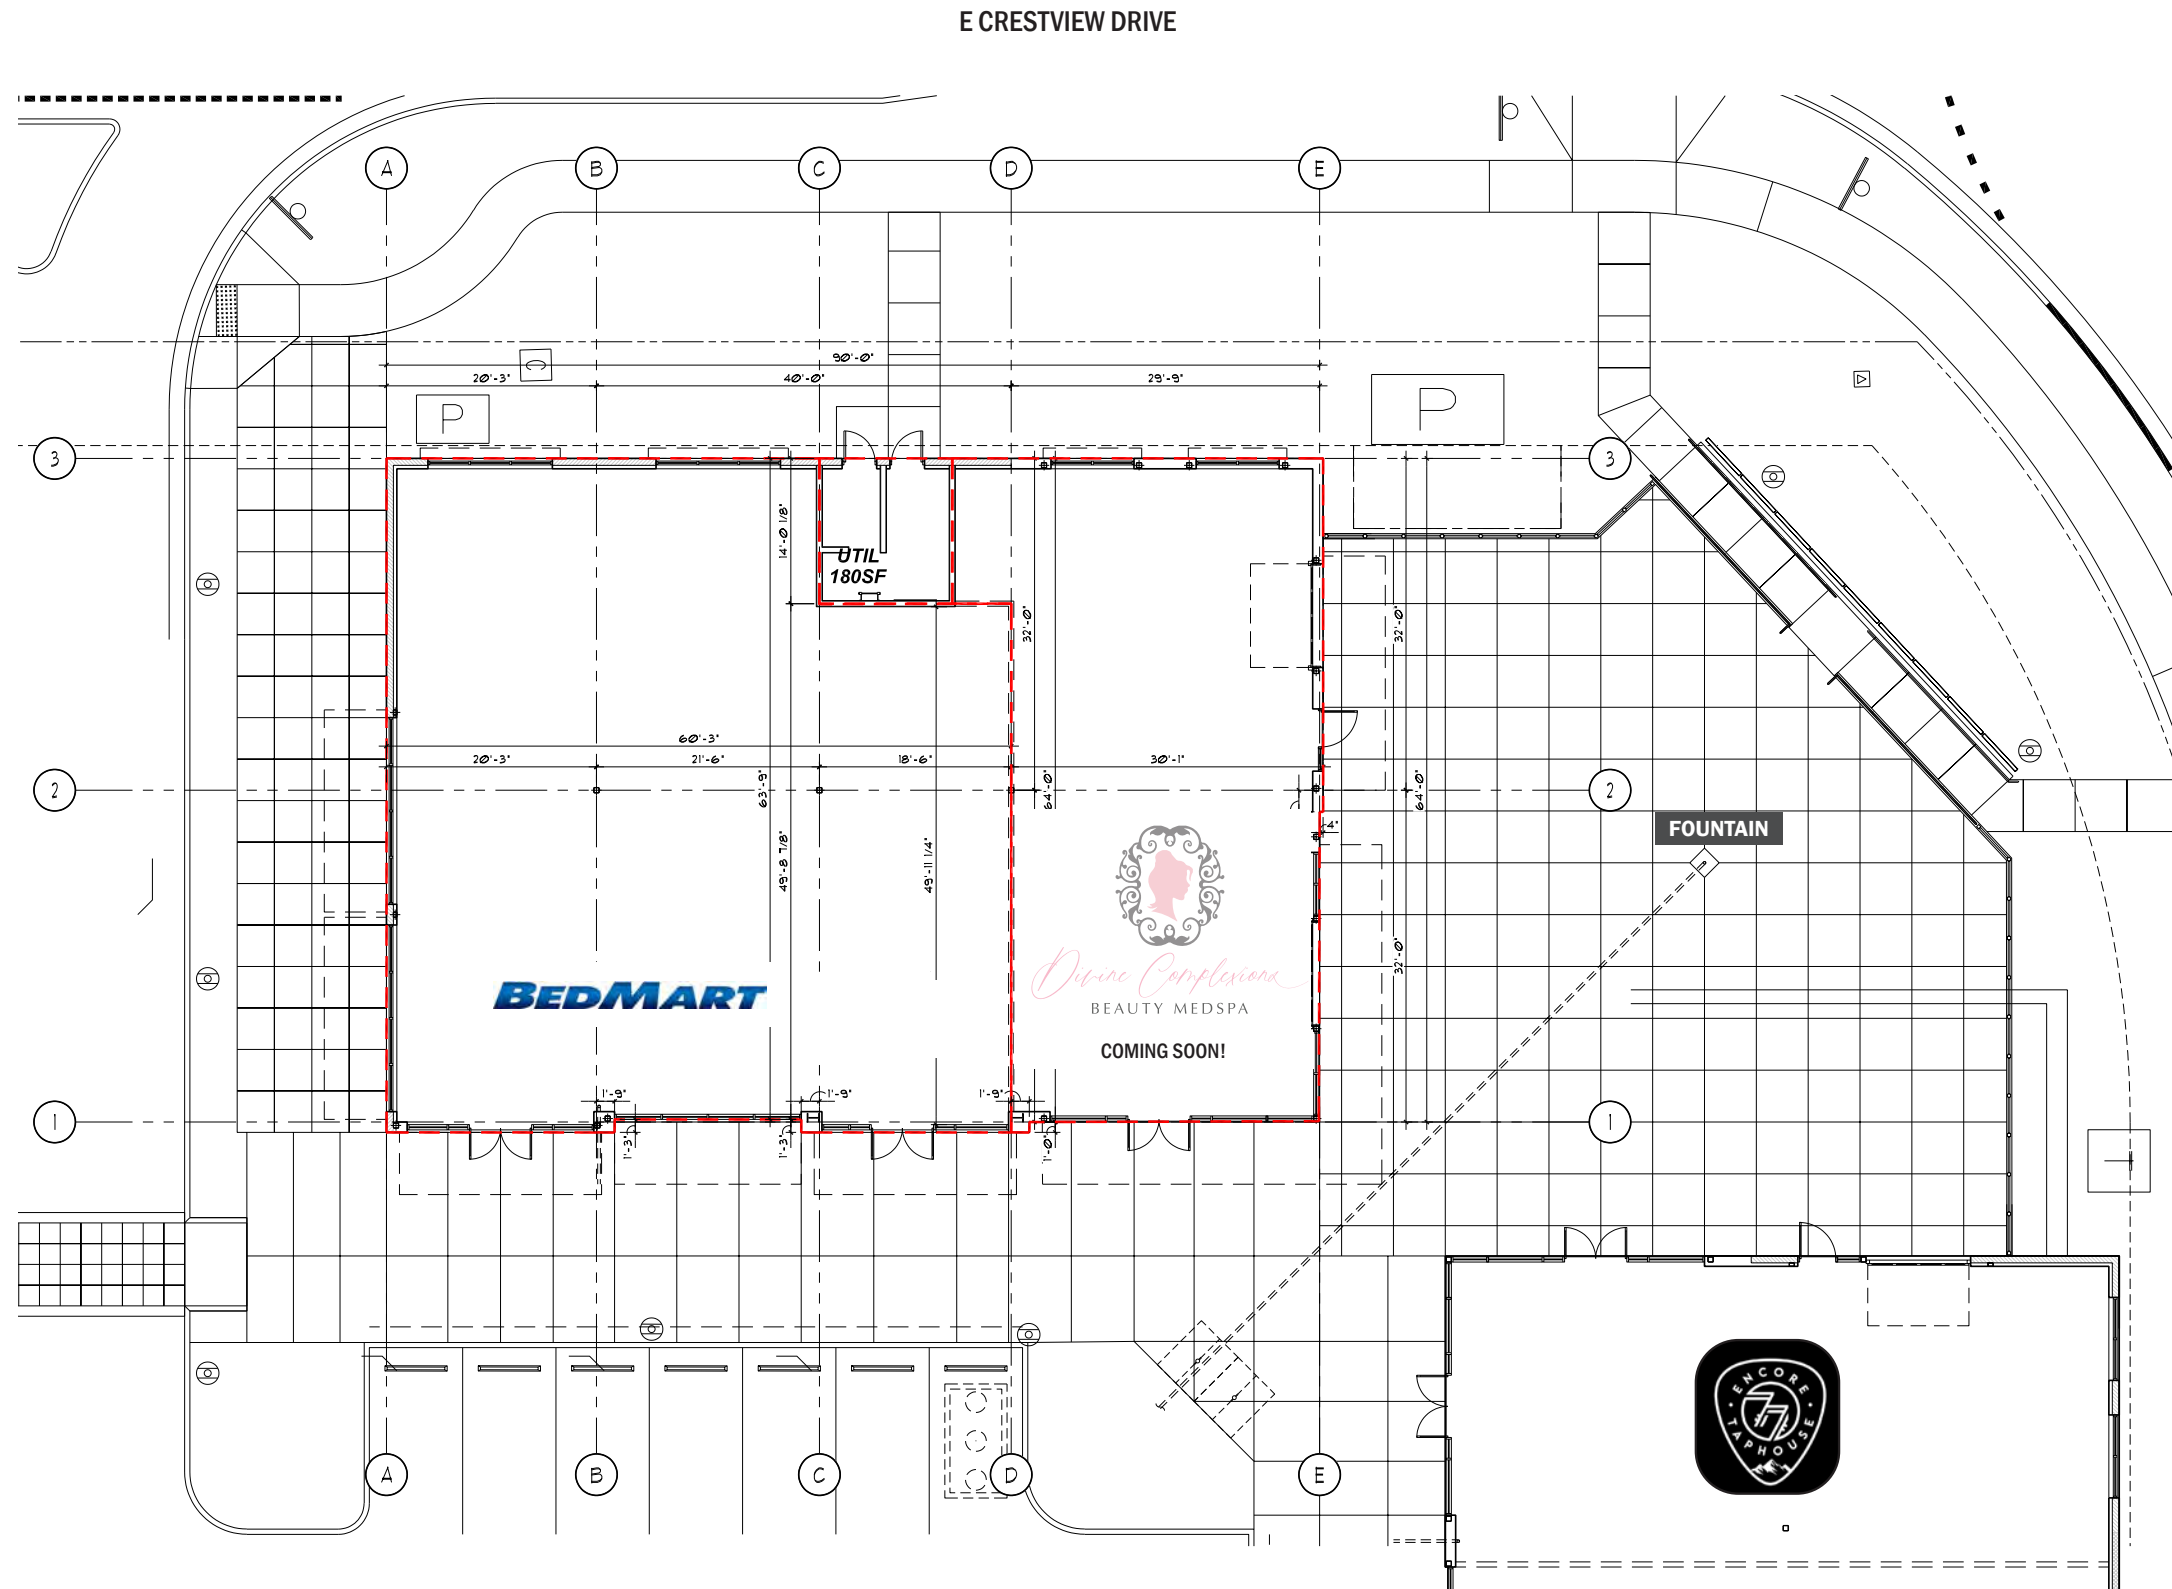 E CRESTVIEW DRIVE
A B C D E
90'-0"
20'-3" 40'-0" 29'-9"
P P
3 3
14'-0 1/8"
UTIL
180SF
32'-0" 32'-0"
60'-3"
20'-3" 21'-6" 18'-6" 30'-1"
2 2
63'-9" 64'-0" 64'-0"
FOUNTAIN
4"
49'-8 7/8" 49'-11 1/4"
32'-0"
Divine Complexions
BEAUTY MEDSPA
BEDMART
COMING SOON!
1'-9" 1'-9" 1'-9"
1 1
1'-3" 1'-3" 1'-0"
ENCORE
77
TAPHOUSE
A B C D E